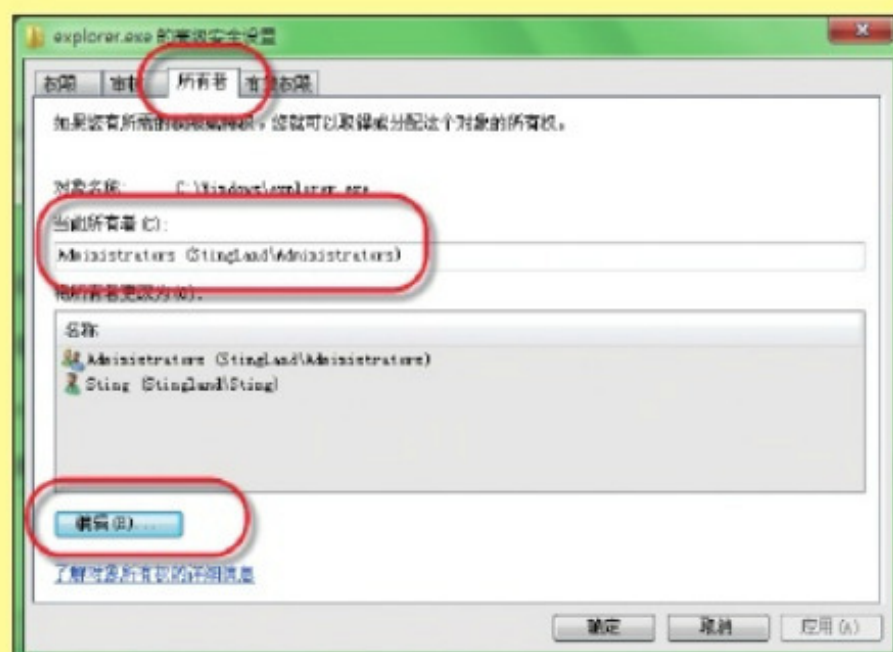 explorer.exe 的高级安全设置
权限 审核 所有者 有效权限
如果您有所需的权限或特权，您就可以取得或分配这个对象的所有权。
对象名称: C:\Windows\explorer.exe
当前所有者(C):
Administrators (StingLand\Administrators)
将所有者更改为(O):
名称
Administrators (StingLand\Administrators)
Sting (StingLand\Sting)
编辑(E)...
了解对象所有权的详细信息
确定 取消 应用(A)